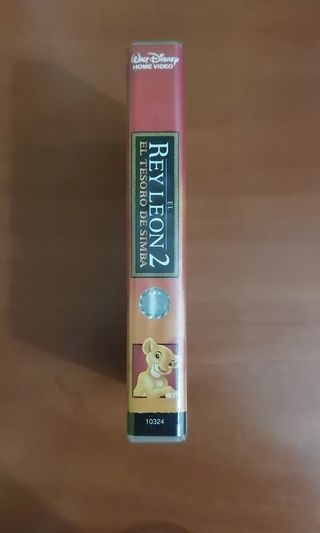 WALT DISNEY
HOME VIDEO
EL
REY LEON 2
EL TESORO DE SIMBA
10324